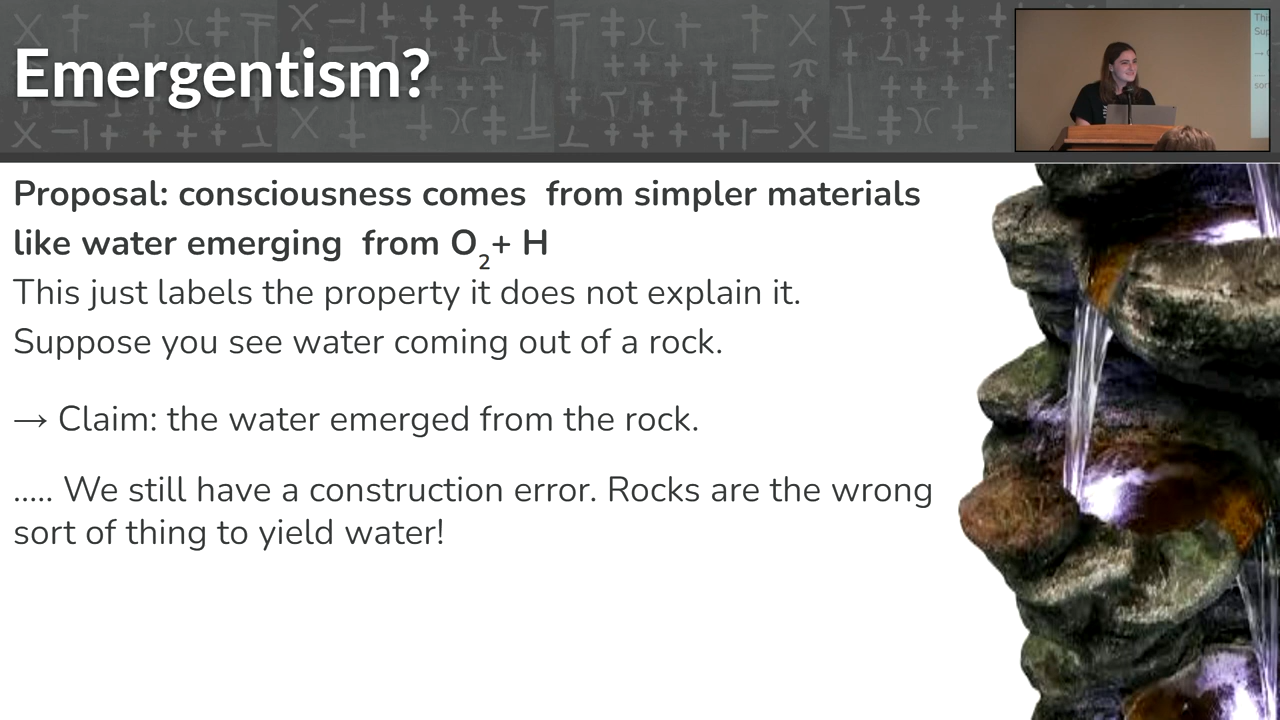 Emergentism?
Proposal: consciousness comes  from simpler materials
like water emerging  from O₂+ H
This just labels the property it does not explain it.
Suppose you see water coming out of a rock.
→ Claim: the water emerged from the rock.
..... We still have a construction error. Rocks are the wrong
sort of thing to yield water!